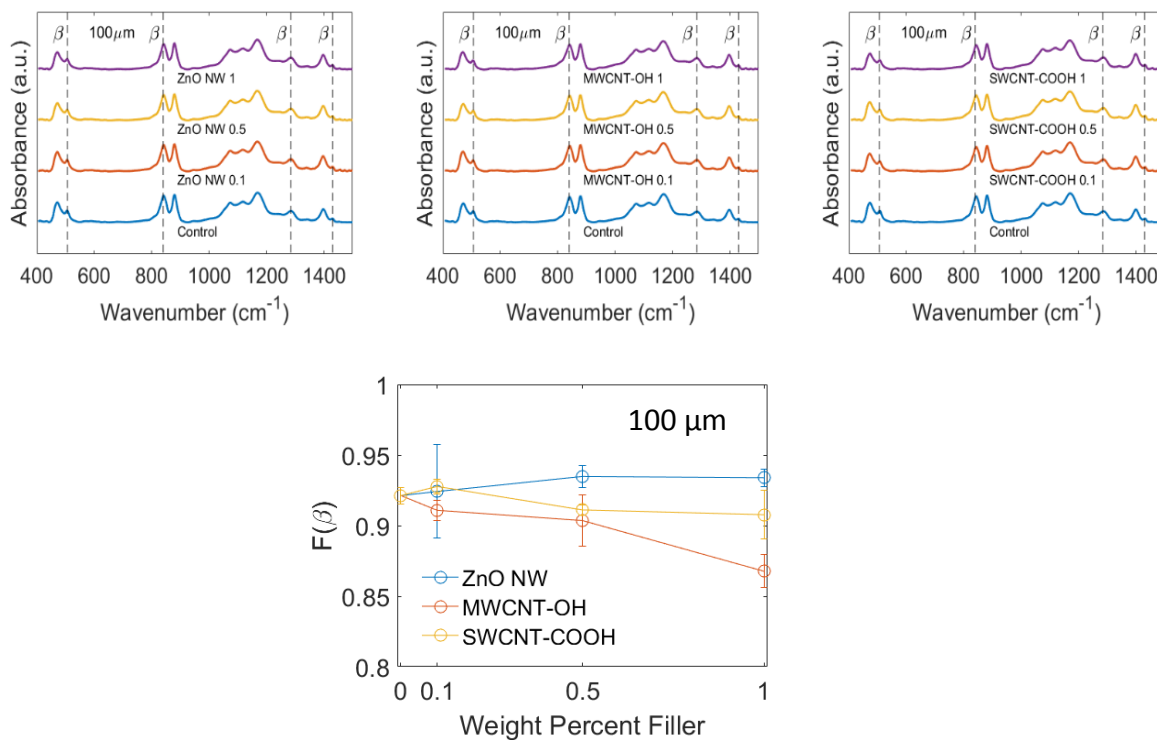 β 100μm β β β
ZnO NW 1
ZnO NW 0.5
ZnO NW 0.1
Control
Absorbance (a.u.)
400 600 800 1000 1200 1400
Wavenumber (cm⁻¹)
β 100μm β β β
MWCNT-OH 1
MWCNT-OH 0.5
MWCNT-OH 0.1
Control
Absorbance (a.u.)
400 600 800 1000 1200 1400
Wavenumber (cm⁻¹)
β 100μm β β β
SWCNT-COOH 1
SWCNT-COOH 0.5
SWCNT-COOH 0.1
Control
Absorbance (a.u.)
400 600 800 1000 1200 1400
Wavenumber (cm⁻¹)
1
0.95
0.9
0.85
0.8
F(β)
100 μm
ZnO NW
MWCNT-OH
SWCNT-COOH
0 0.1 0.5 1
Weight Percent Filler